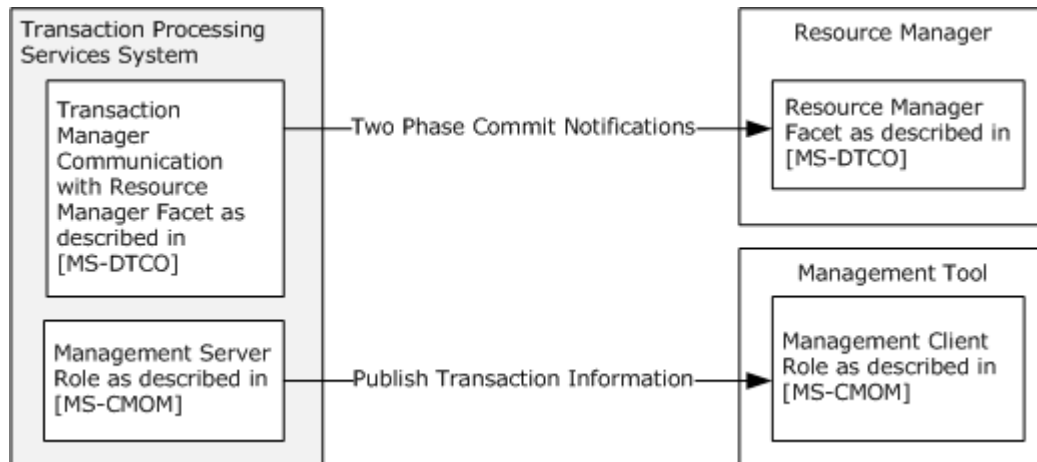 Transaction Processing
Services System
Transaction
Manager
Communication
with Resource
Manager Facet as
described in
[MS-DTCO]
Two Phase Commit Notifications
Resource Manager
Resource Manager
Facet as described in
[MS-DTCO]
Management Server
Role as described in
[MS-CMOM]
Publish Transaction Information
Management Tool
Management Client
Role as described in
[MS-CMOM]